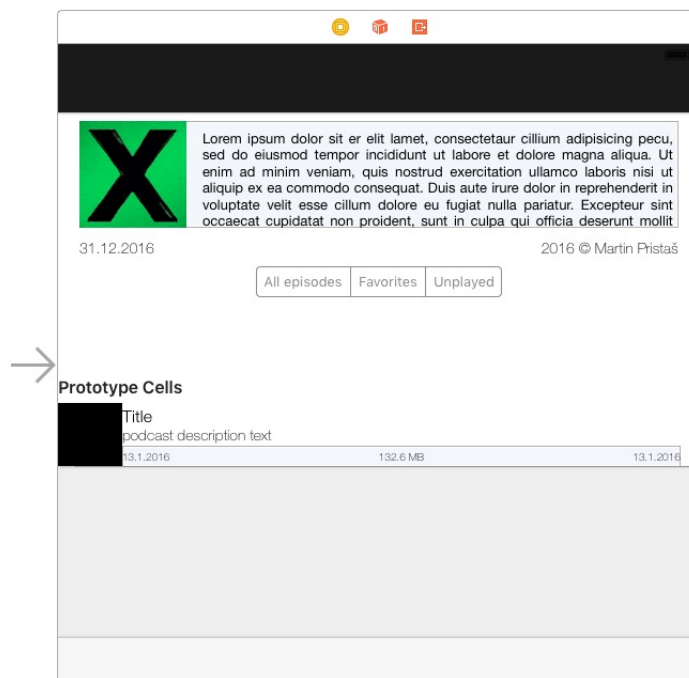 X
Lorem ipsum dolor sit er elit lamet, consectetaur cillium adipisicing pecu,
sed do eiusmod tempor incididunt ut labore et dolore magna aliqua. Ut
enim ad minim veniam, quis nostrud exercitation ullamco laboris nisi ut
aliquip ex ea commodo consequat. Duis aute irure dolor in reprehenderit in
voluptate velit esse cillum dolore eu fugiat nulla pariatur. Excepteur sint
occaecat cupidatat non proident, sunt in culpa qui officia deserunt mollit
31.12.2016 2016 © Martin Pristaš
All episodes Favorites Unplayed
Prototype Cells
Title
podcast description text
13.1.2016 132.6 MB 13.1.2016